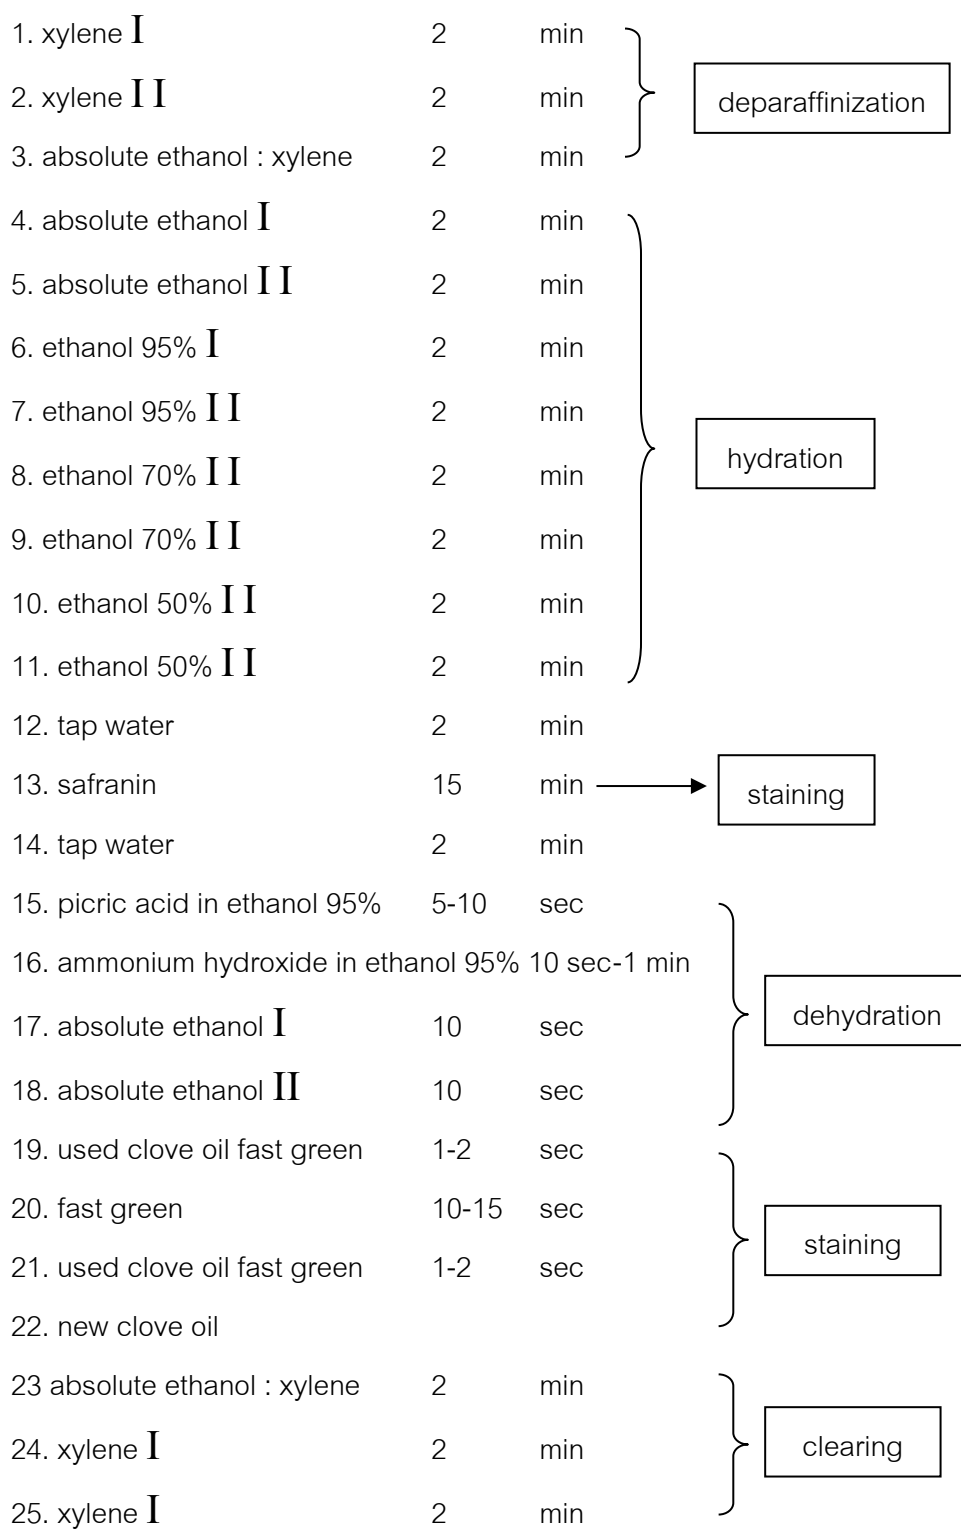 1. xylene I 2 min
2. xylene I I 2 min
deparaffinization
3. absolute ethanol : xylene 2 min
4. absolute ethanol I 2 min
5. absolute ethanol I I 2 min
6. ethanol 95% I 2 min
7. ethanol 95% I I 2 min
hydration
8. ethanol 70% I I 2 min
9. ethanol 70% I I 2 min
10. ethanol 50% I I 2 min
11. ethanol 50% I I 2 min
12. tap water 2 min
13. safranin 15 min
staining
14. tap water 2 min
15. picric acid in ethanol 95% 5-10 sec
16. ammonium hydroxide in ethanol 95% 10 sec-1 min
17. absolute ethanol I 10 sec
dehydration
18. absolute ethanol II 10 sec
19. used clove oil fast green 1-2 sec
20. fast green 10-15 sec
staining
21. used clove oil fast green 1-2 sec
22. new clove oil
23 absolute ethanol : xylene 2 min
24. xylene I 2 min
clearing
25. xylene I 2 min